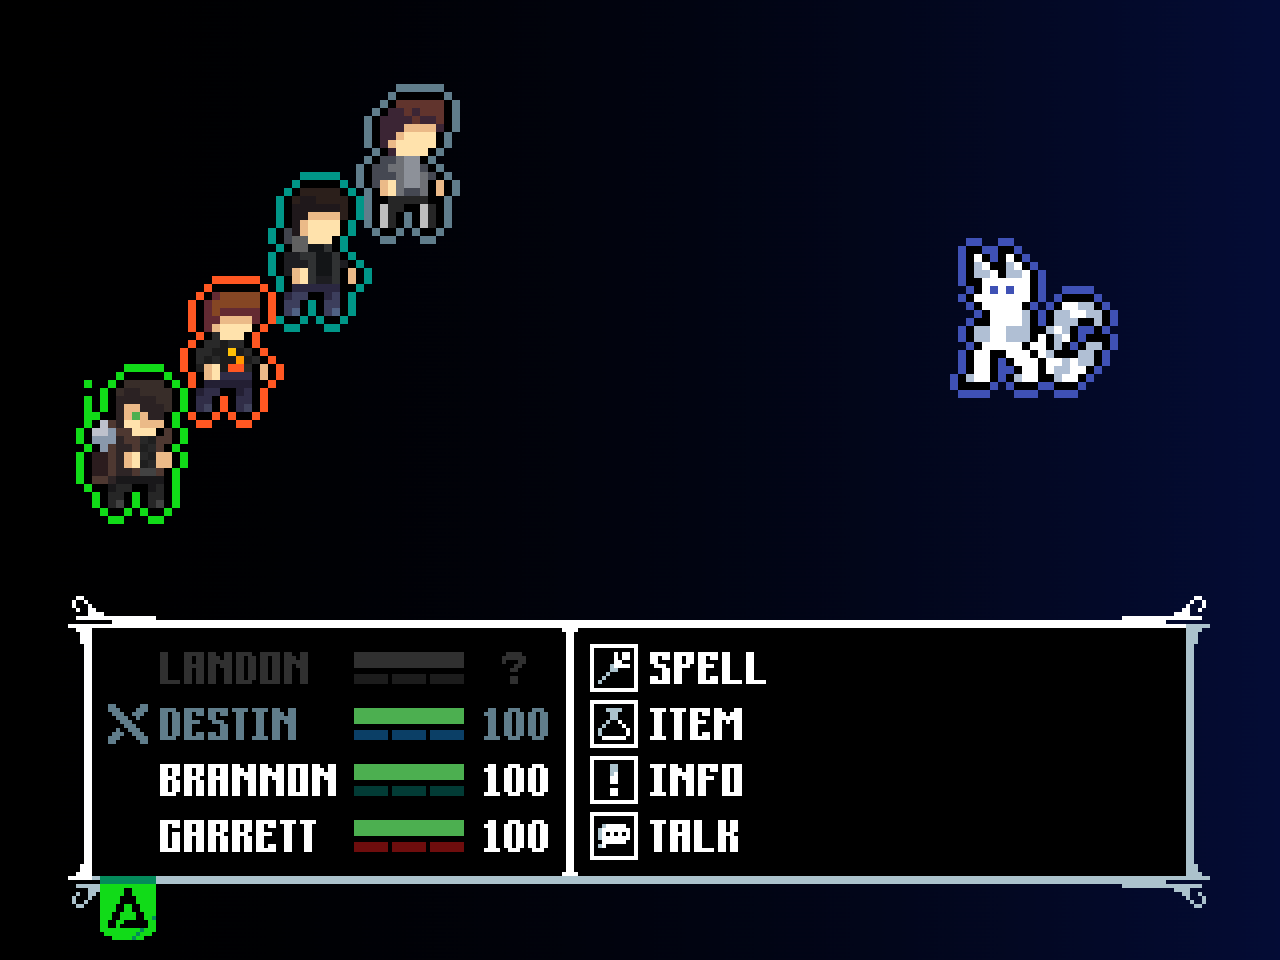 LANDON ?
DESTIN 100
BRANNON 100
GARRETT 100
SPELL
ITEM
INFO
TALK